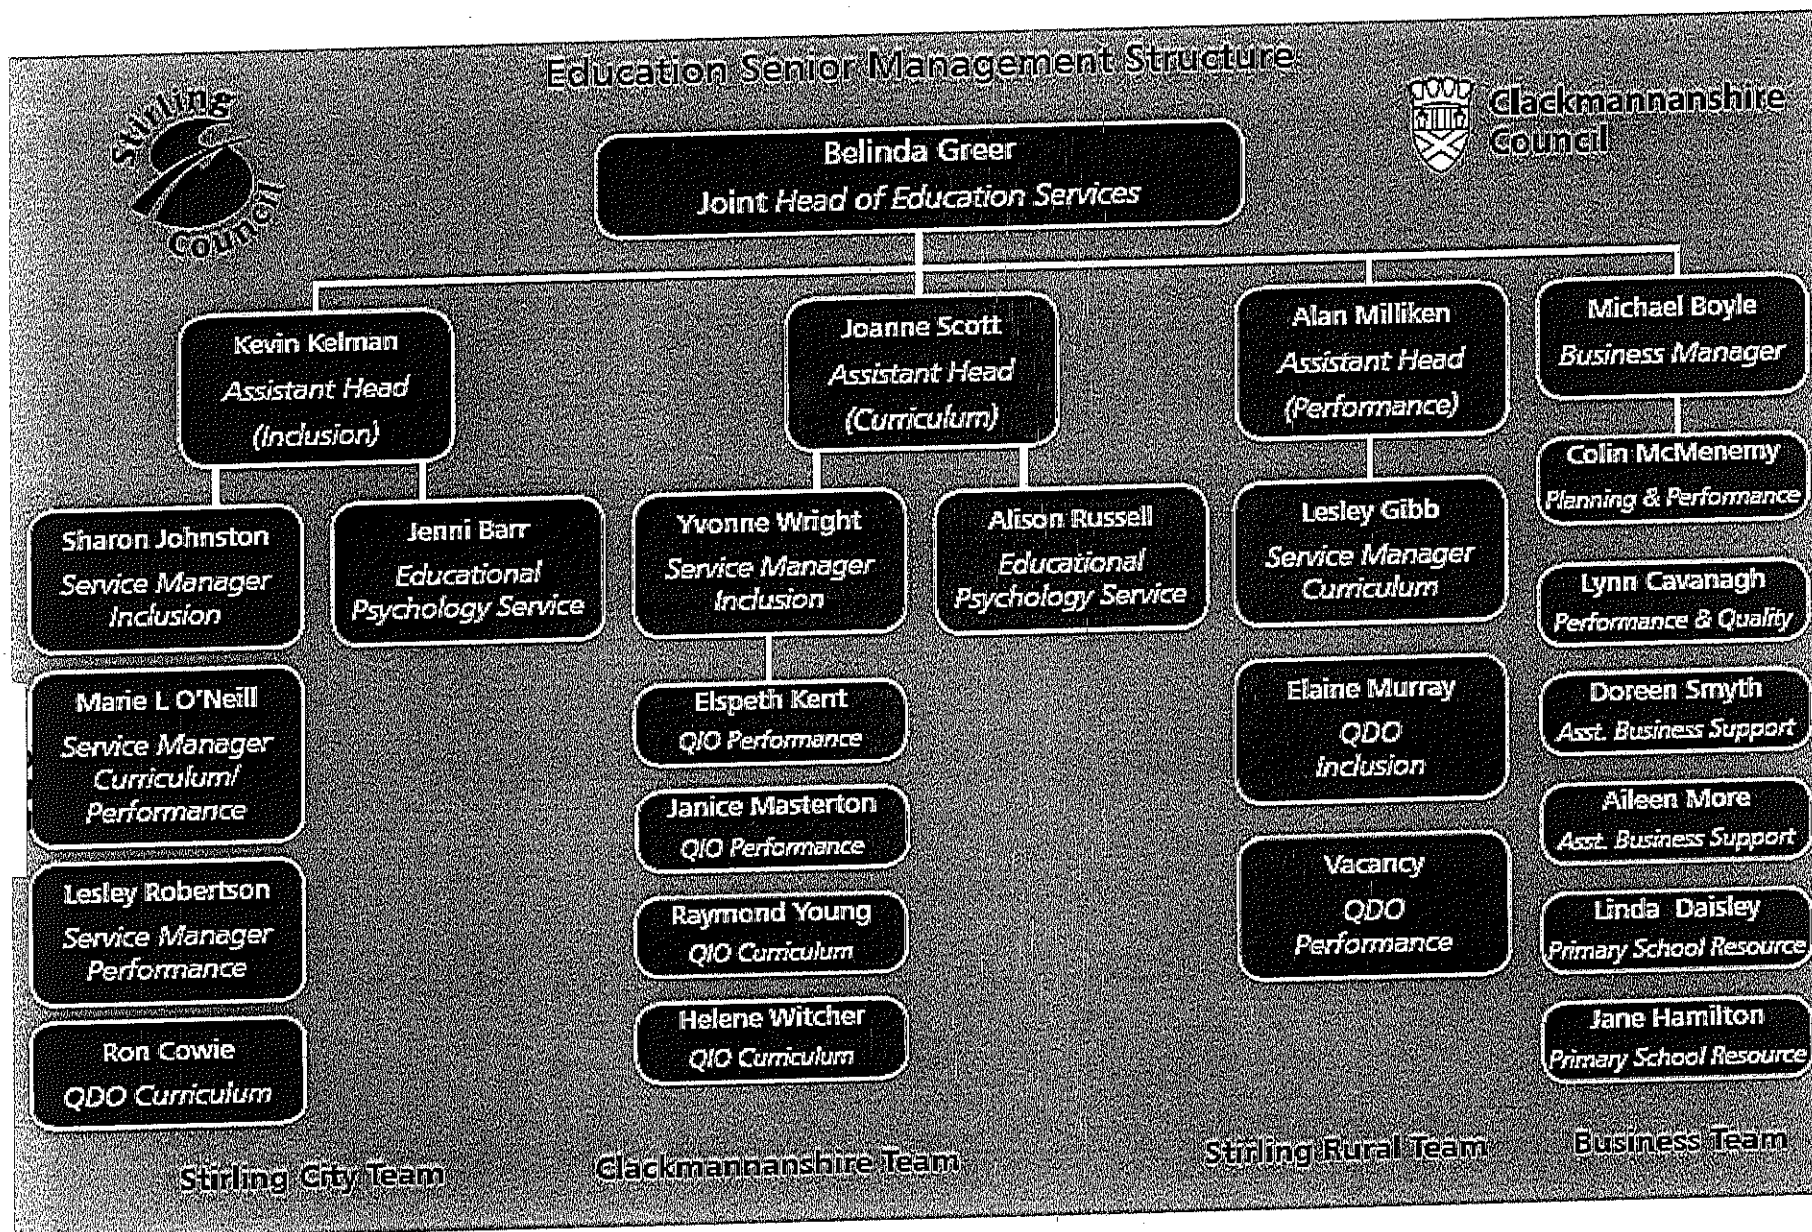 Education Senior Management Structure
Stirling
Council
Clackmannanshire
Council
Belinda Greer
Joint Head of Education Services
Kevin Kelman
Assistant Head
(Inclusion)
Joanne Scott
Assistant Head
(Curriculum)
Alan Milliken
Assistant Head
(Performance)
Michael Boyle
Business Manager
Sharon Johnston
Service Manager
Inclusion
Jenni Barr
Educational
Psychology Service
Marie L O'Neill
Service Manager
Curriculum/
Performance
Lesley Robertson
Service Manager
Performance
Ron Cowie
QDO Curriculum
Stirling City Team
Yvonne Wright
Service Manager
Inclusion
Alison Russell
Educational
Psychology Service
Elspeth Kent
QIO Performance
Janice Masterton
QIO Performance
Raymond Young
QIO Curriculum
Helene Witcher
QIO Curriculum
Clackmannanshire Team
Lesley Gibb
Service Manager
Curriculum
Elaine Murray
QDO
Inclusion
Vacancy
QDO
Performance
Stirling Rural Team
Colin McMenemy
Planning & Performance
Lynn Cavanagh
Performance & Quality
Doreen Smyth
Asst. Business Support
Aileen More
Asst. Business Support
Linda Daisley
Primary School Resource
Jane Hamilton
Primary School Resource
Business Team